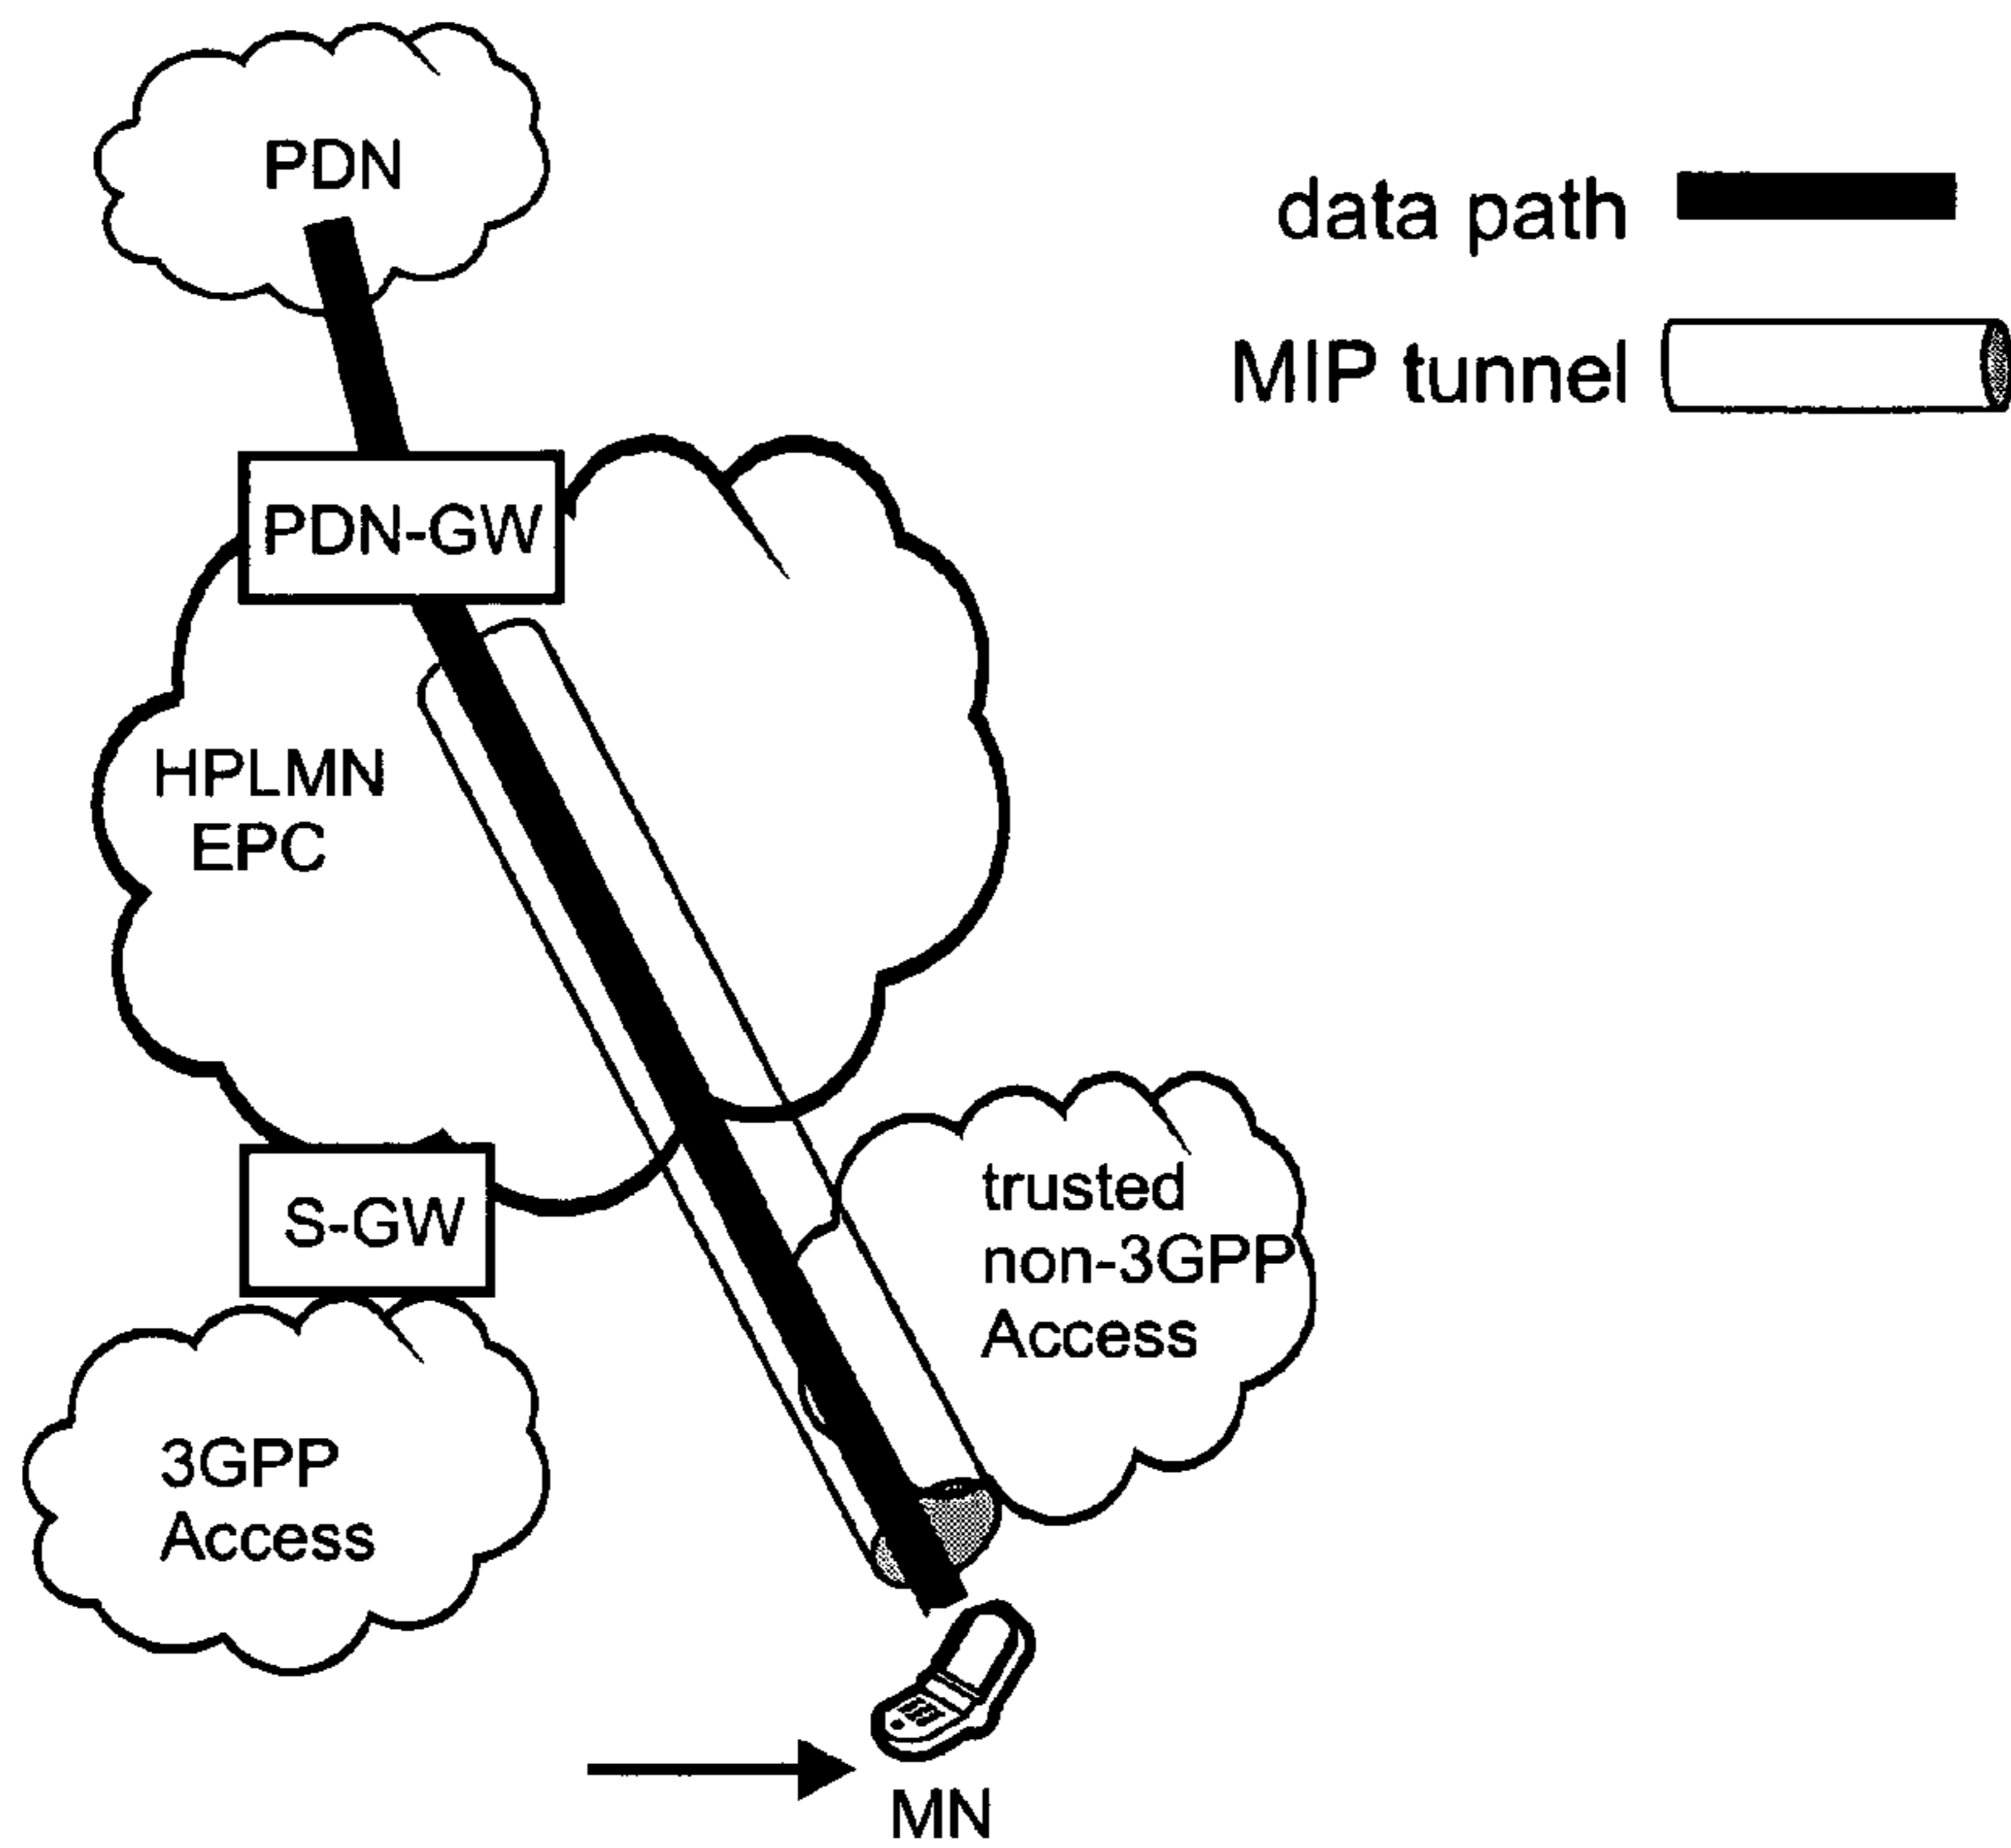 PDN
data path
MIP tunnel
PDN-GW
HPLMN
EPC
trusted
non-3GPP
Access
S-GW
3GPP
Access
MN